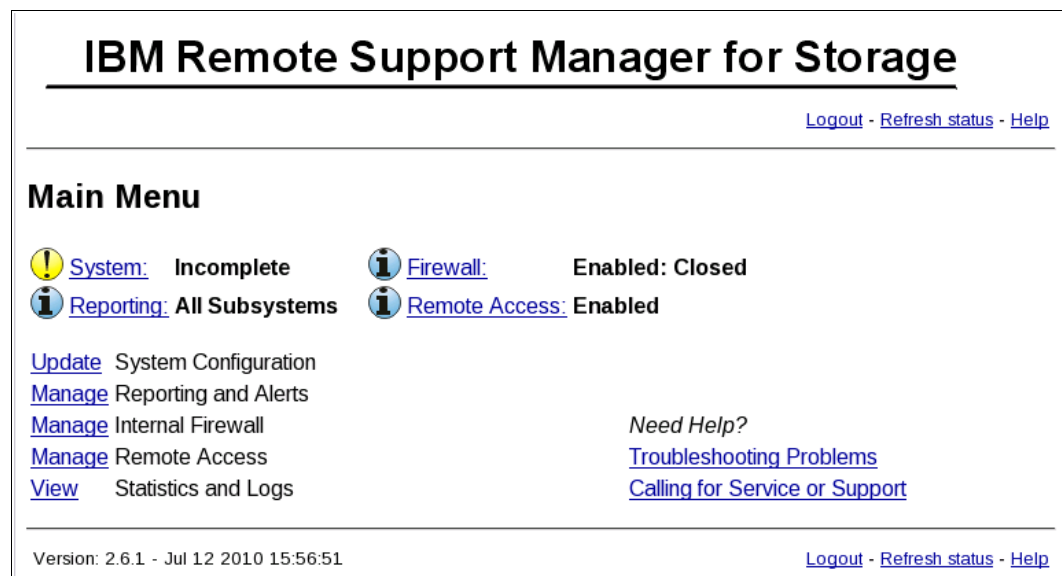 IBM Remote Support Manager for Storage
Logout - Refresh status - Help
Main Menu
System: Incomplete Firewall: Enabled: Closed
Reporting: All Subsystems Remote Access: Enabled
Update System Configuration
Manage Reporting and Alerts
Manage Internal Firewall Need Help?
Manage Remote Access Troubleshooting Problems
View Statistics and Logs Calling for Service or Support
Version: 2.6.1 - Jul 12 2010 15:56:51 Logout - Refresh status - Help